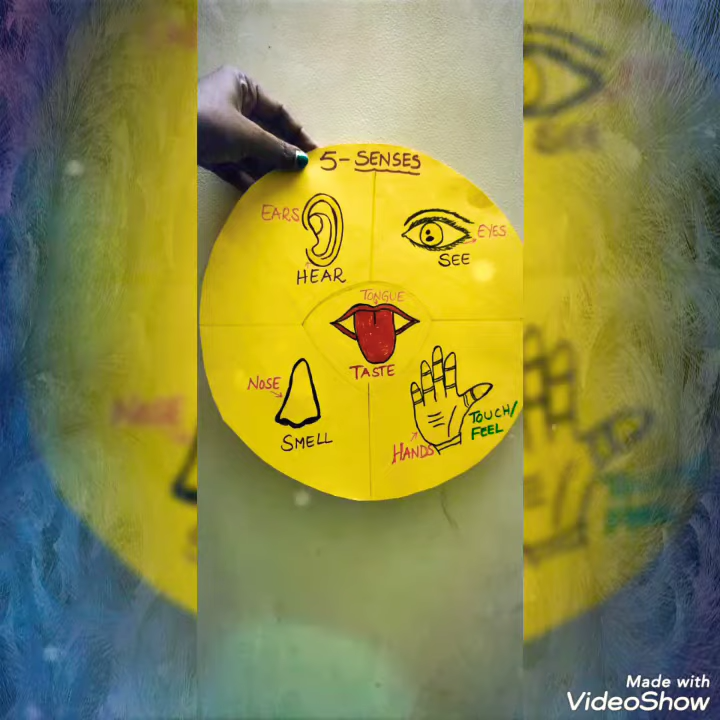 5-SENSES
EARS
HEAR
EYES
SEE
TONGUE
TASTE
NOSE
SMELL
HANDS
TOUCH/
FEEL
Made with
VideoShow